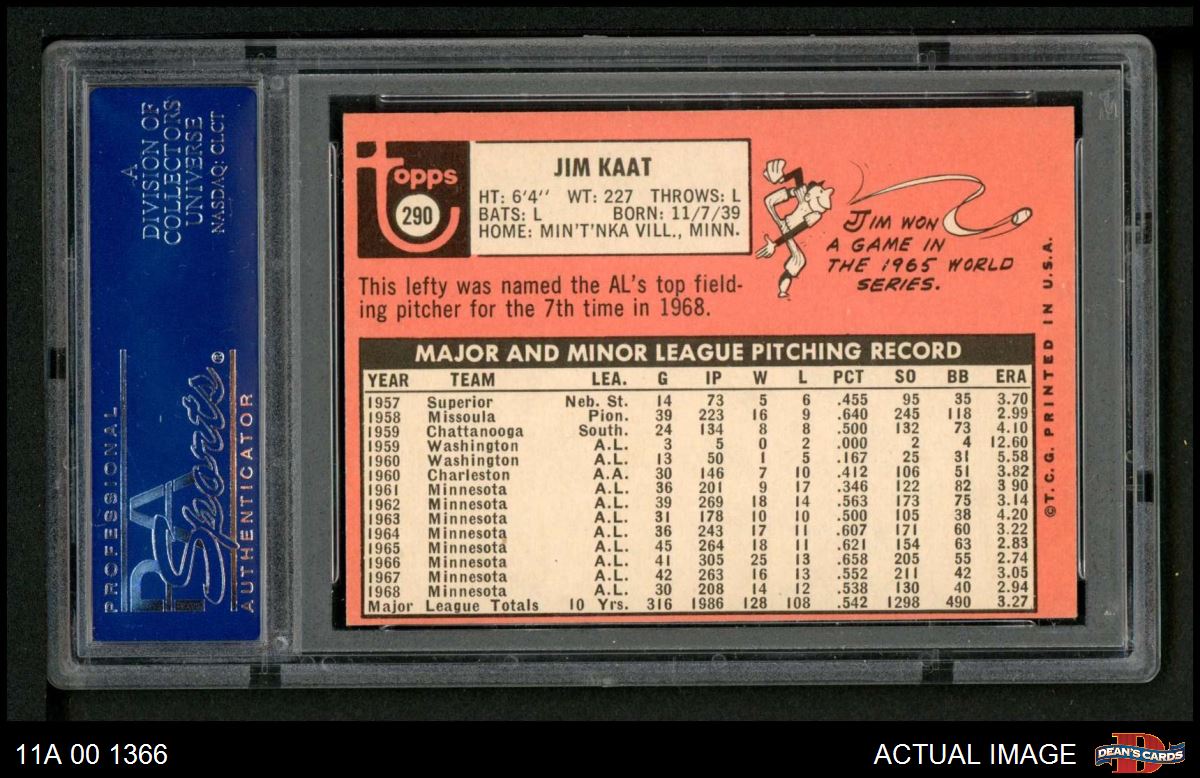 A
DIVISION OF
COLLECTORS
UNIVERSE
NASDAQ: CLCT
PROFESSIONAL
PSA
Sports®
AUTHENTICATOR
Topps
290
JIM KAAT
HT: 6'4'' WT: 227 THROWS: L
BATS: L BORN: 11/7/39
HOME: MIN'T'NKA VILL., MINN.
JIM WON
A GAME IN
THE 1965 WORLD
SERIES.
This lefty was named the AL's top field-
ing pitcher for the 7th time in 1968.
MAJOR AND MINOR LEAGUE PITCHING RECORD
YEAR TEAM LEA. G IP W L PCT SO BB ERA
1957 Superior Neb. St. 14 73 5 6 .455 95 35 3.70
1958 Missoula Pion. 39 223 16 9 .640 245 118 2.99
1959 Chattanooga South. 24 134 8 8 .500 132 73 4.10
1959 Washington A.L. 3 5 0 2 .000 2 4 12.60
1960 Washington A.L. 13 50 1 5 .167 25 31 5.58
1960 Charleston A.A. 30 146 7 10 .412 106 51 3.82
1961 Minnesota A.L. 36 201 9 17 .346 122 82 3 90
1962 Minnesota A.L. 39 269 18 14 .563 173 75 3.14
1963 Minnesota A.L. 31 178 10 10 .500 105 38 4.20
1964 Minnesota A.L. 36 243 17 11 .607 171 60 3.22
1965 Minnesota A.L. 45 264 18 11 .621 154 63 2.83
1966 Minnesota A.L. 41 305 25 13 .658 205 55 2.74
1967 Minnesota A.L. 42 263 16 13 .552 211 42 3.05
1968 Minnesota A.L. 30 208 14 12 .538 130 40 2.94
Major League Totals 10 Yrs. 316 1986 128 108 .542 1298 490 3.27
©T.C.G. PRINTED IN U.S.A.
11A 00 1366
ACTUAL IMAGE
DEAN'S CARDS